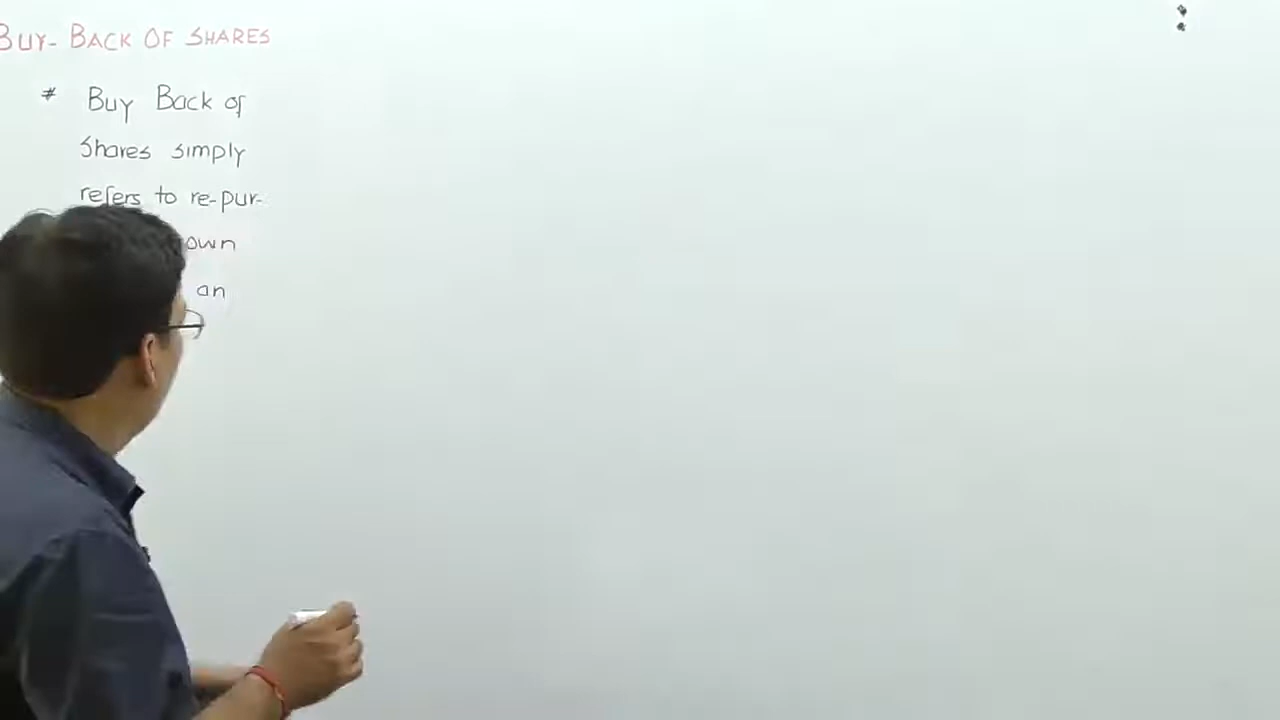 BUY- BACK OF SHARES
# Buy Back of
Shares simply
refers to re-pur-
own
an